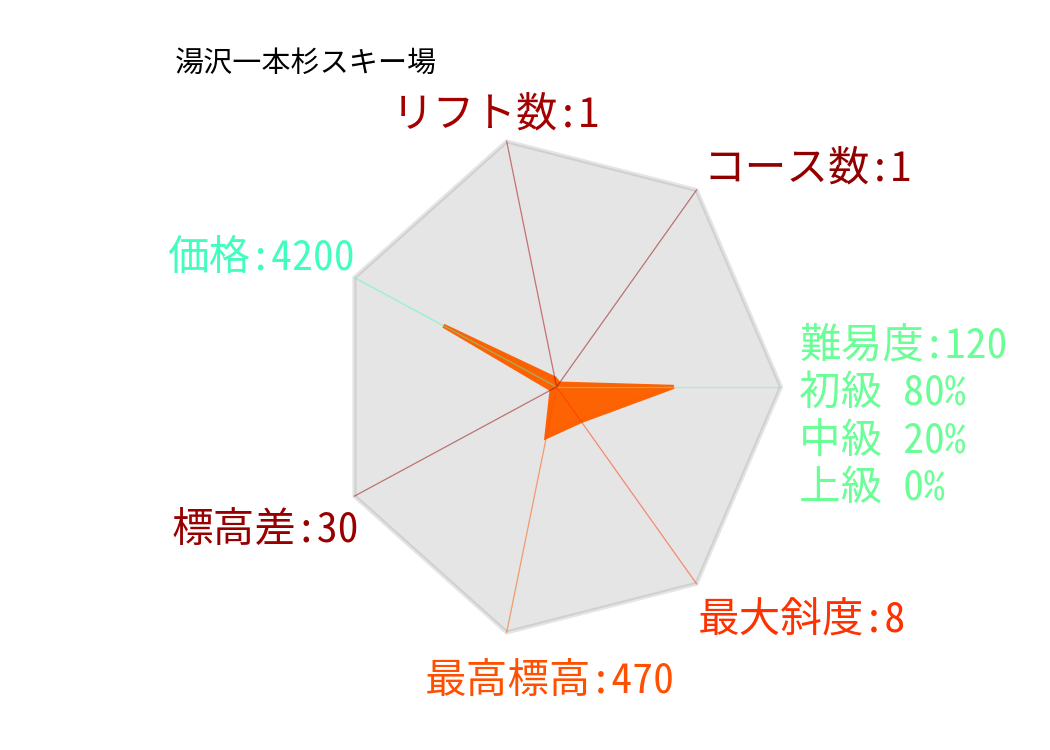 湯沢一本杉スキー場
リフト数:1
コース数:1
価格:4200
難易度:120
初級 80%
中級 20%
上級 0%
標高差:30
最大斜度:8
最高標高:470